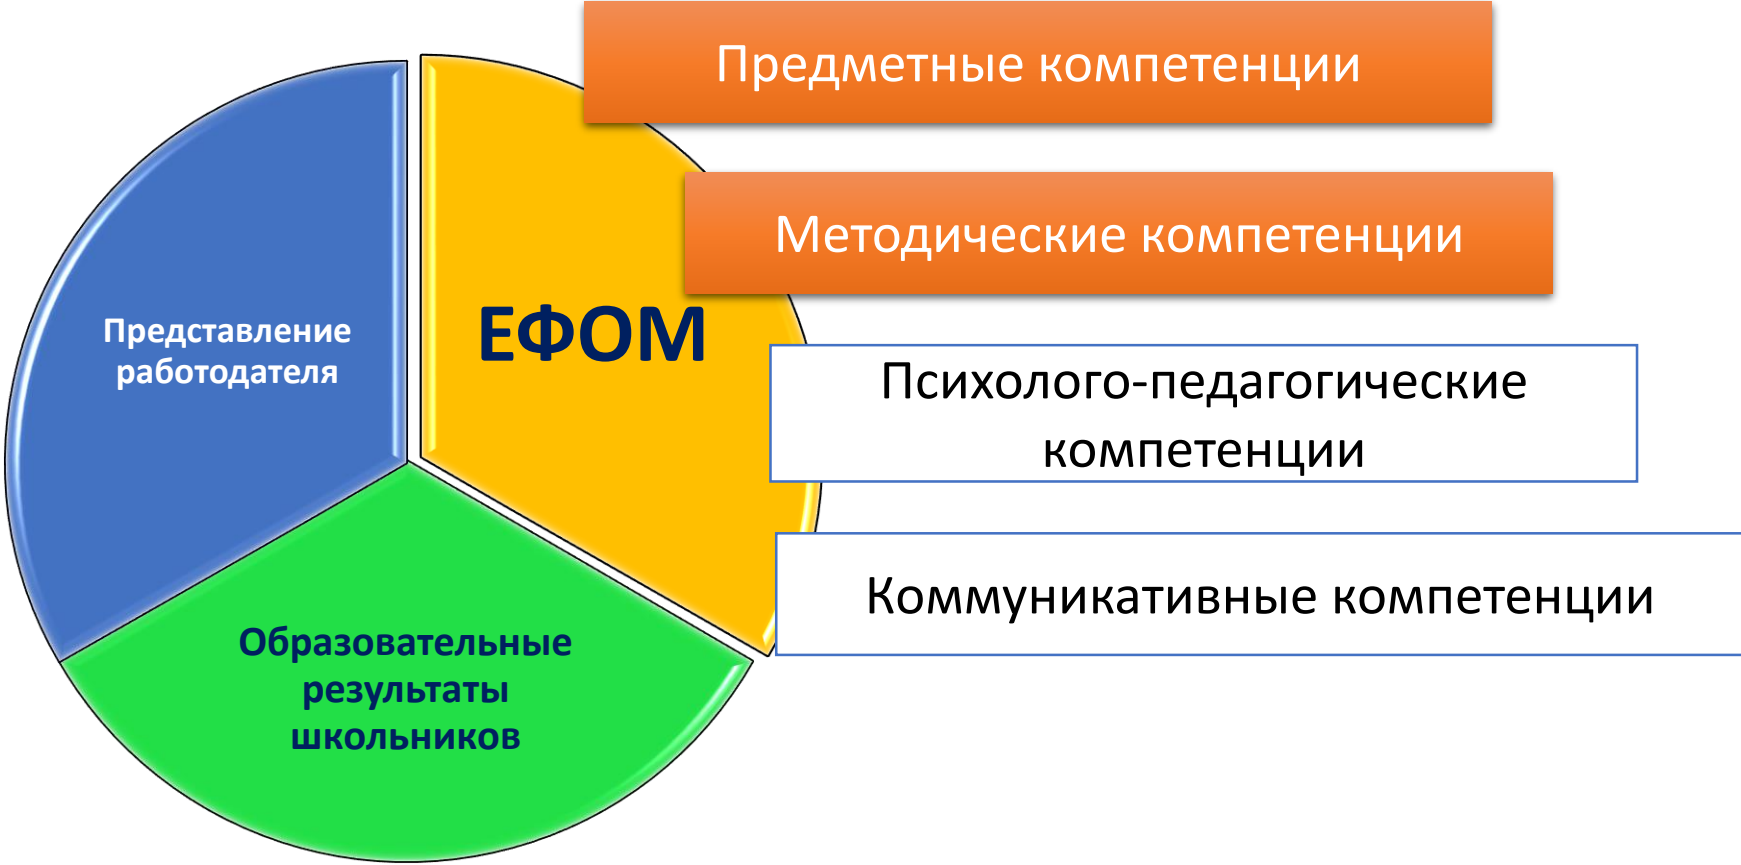 Предметные компетенции
Методические компетенции
ЕФОМ
Представление
работодателя
Психолого-педагогические
компетенции
Коммуникативные компетенции
Образовательные
результаты
школьников